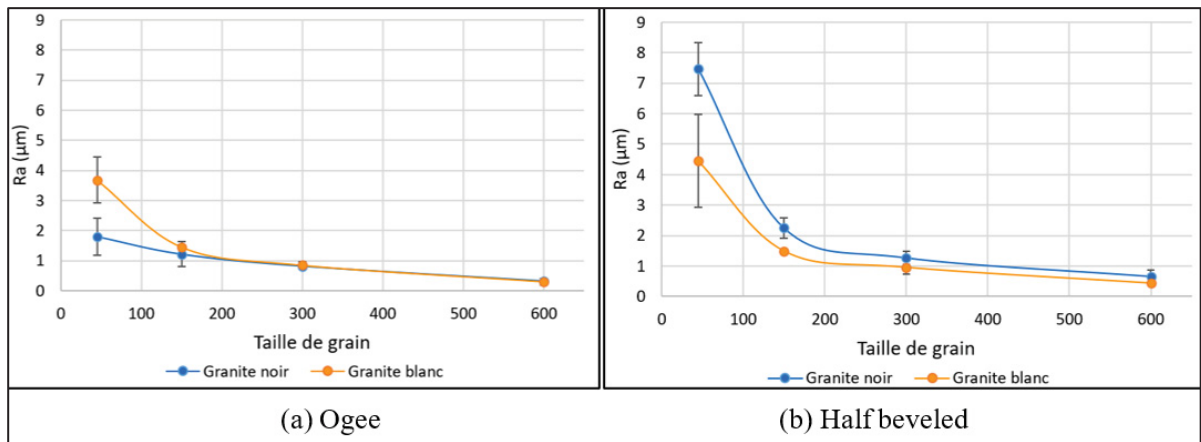 9
8
7
6
5
4
3
2
1
0
Ra (µm)
0 100 200 300 400 500 600
Taille de grain
Granite noir Granite blanc
(a) Ogee
9
8
7
6
5
4
3
2
1
0
Ra (µm)
0 100 200 300 400 500 600
Taille de grain
Granite noir Granite blanc
(b) Half beveled